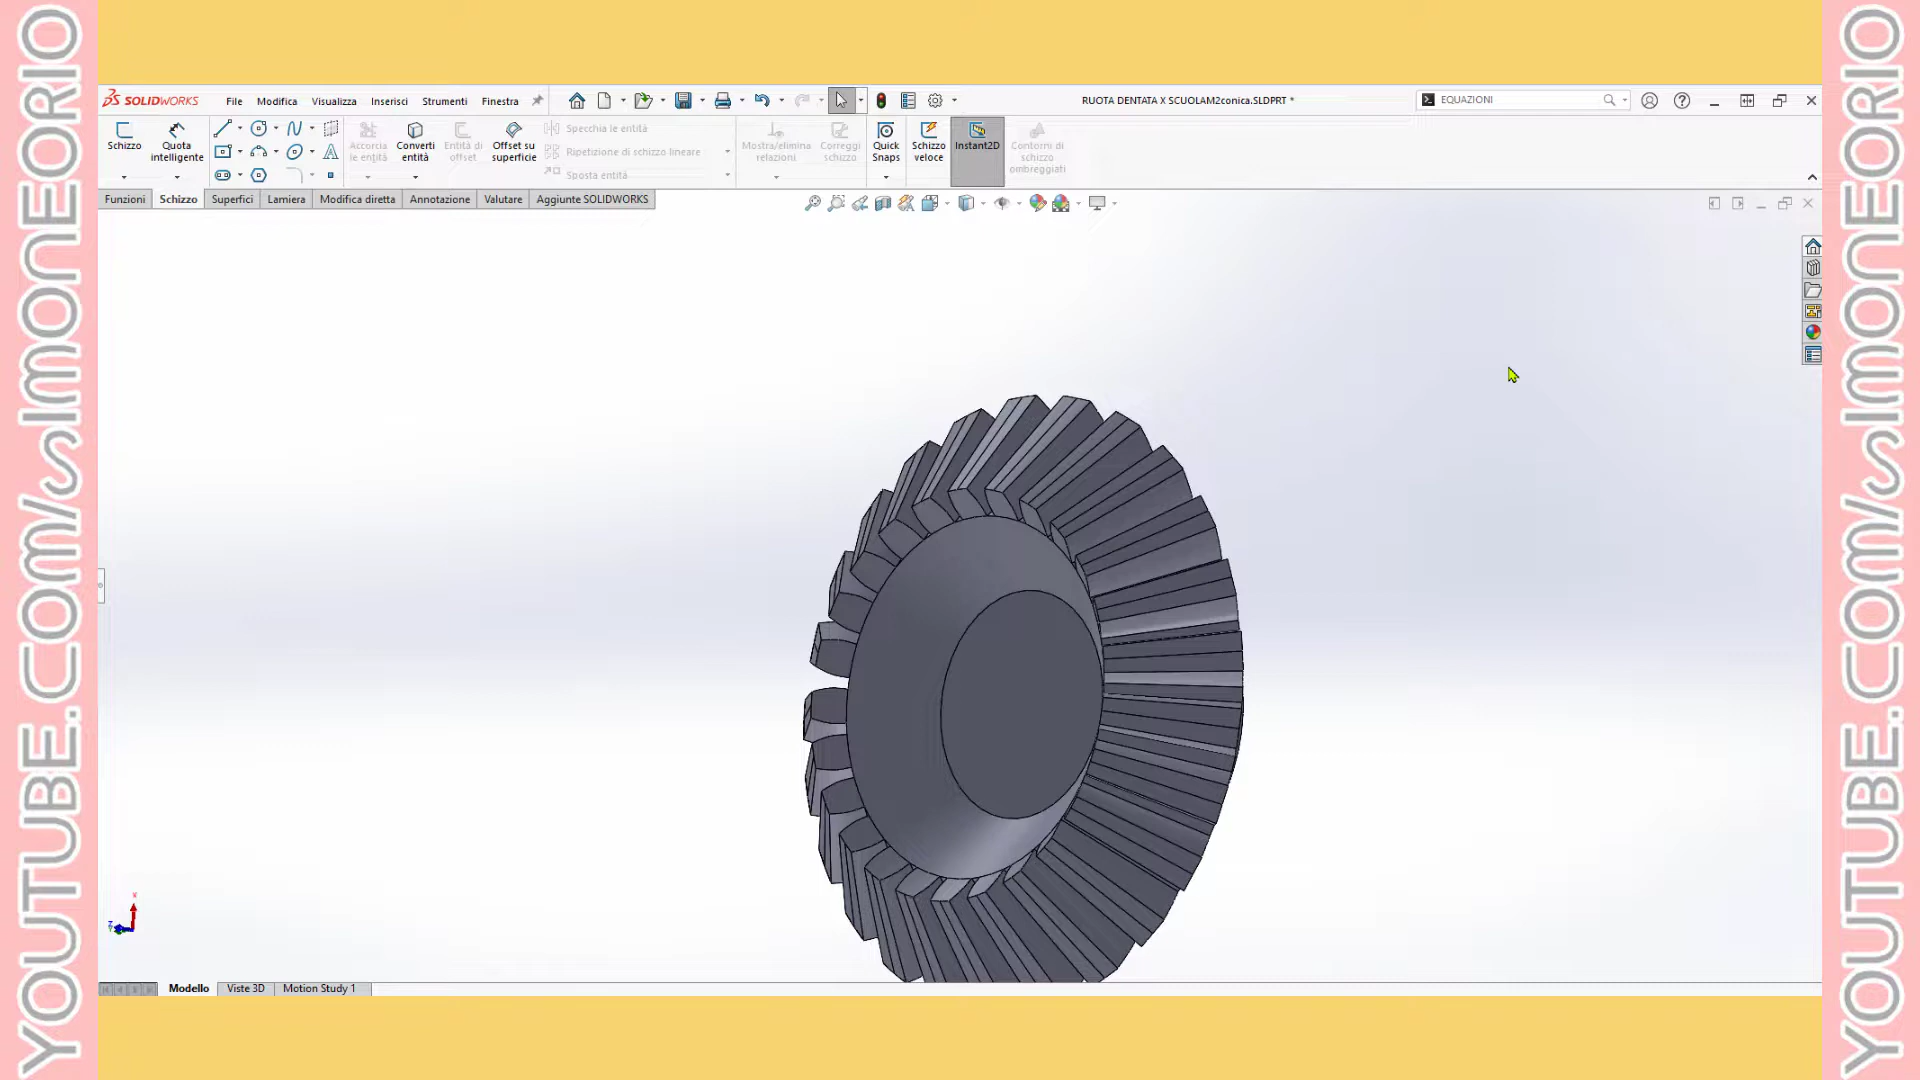 YOUTUBE.COM/SIMONEORIO
SOLIDWORKS
File Modifica Visualizza Inserisci Strumenti Finestra
RUOTA DENTATA X SCUOLAM2conica.SLDPRT *
EQUAZIONI
Schizzo
Quota intelligente
Accorcia le entità
Converti entità
Entità di offset
Offset su superficie
Specchia le entità
Ripetizione di schizzo lineare
Sposta entità
Mostra/elimina relazioni
Correggi schizzo
Quick Snaps
Schizzo veloce
Instant2D
Contorni di schizzo ombreggiati
Funzioni Schizzo Superfici Lamiera Modifica diretta Annotazione Valutare Aggiunte SOLIDWORKS
Modello Viste 3D Motion Study 1
YOUTUBE.COM/SIMONEORIO